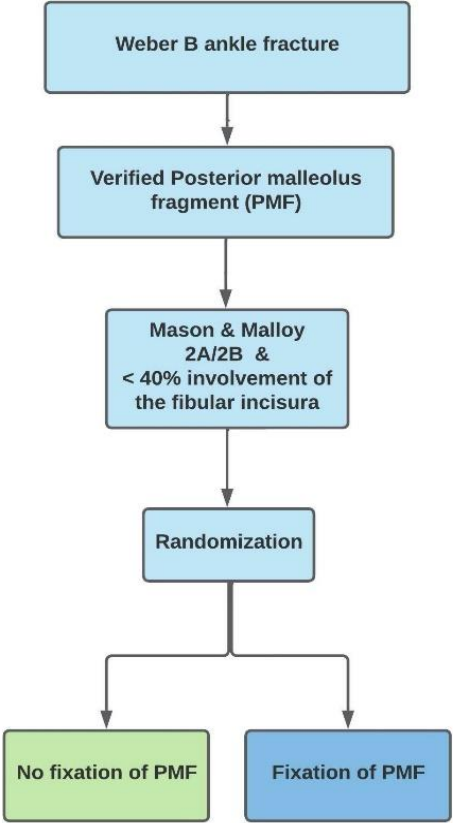 Weber B ankle fracture
Verified Posterior malleolus
fragment (PMF)
Mason & Malloy
2A/2B &
< 40% involvement of
the fibular incisura
Randomization
No fixation of PMF
Fixation of PMF